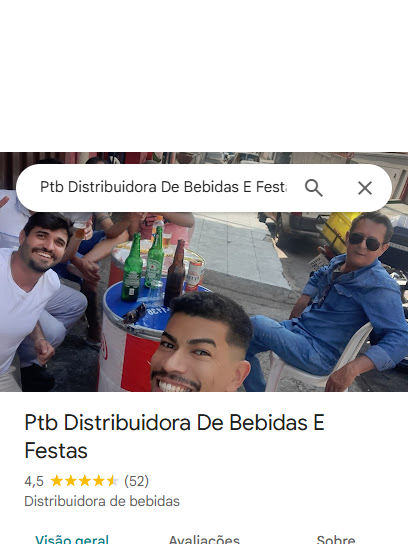 Ptb Distribuidora De Bebidas E Festa
Ptb Distribuidora De Bebidas E
Festas
4,5 (52)
Distribuidora de bebidas
Visão geral Avaliações Sobre